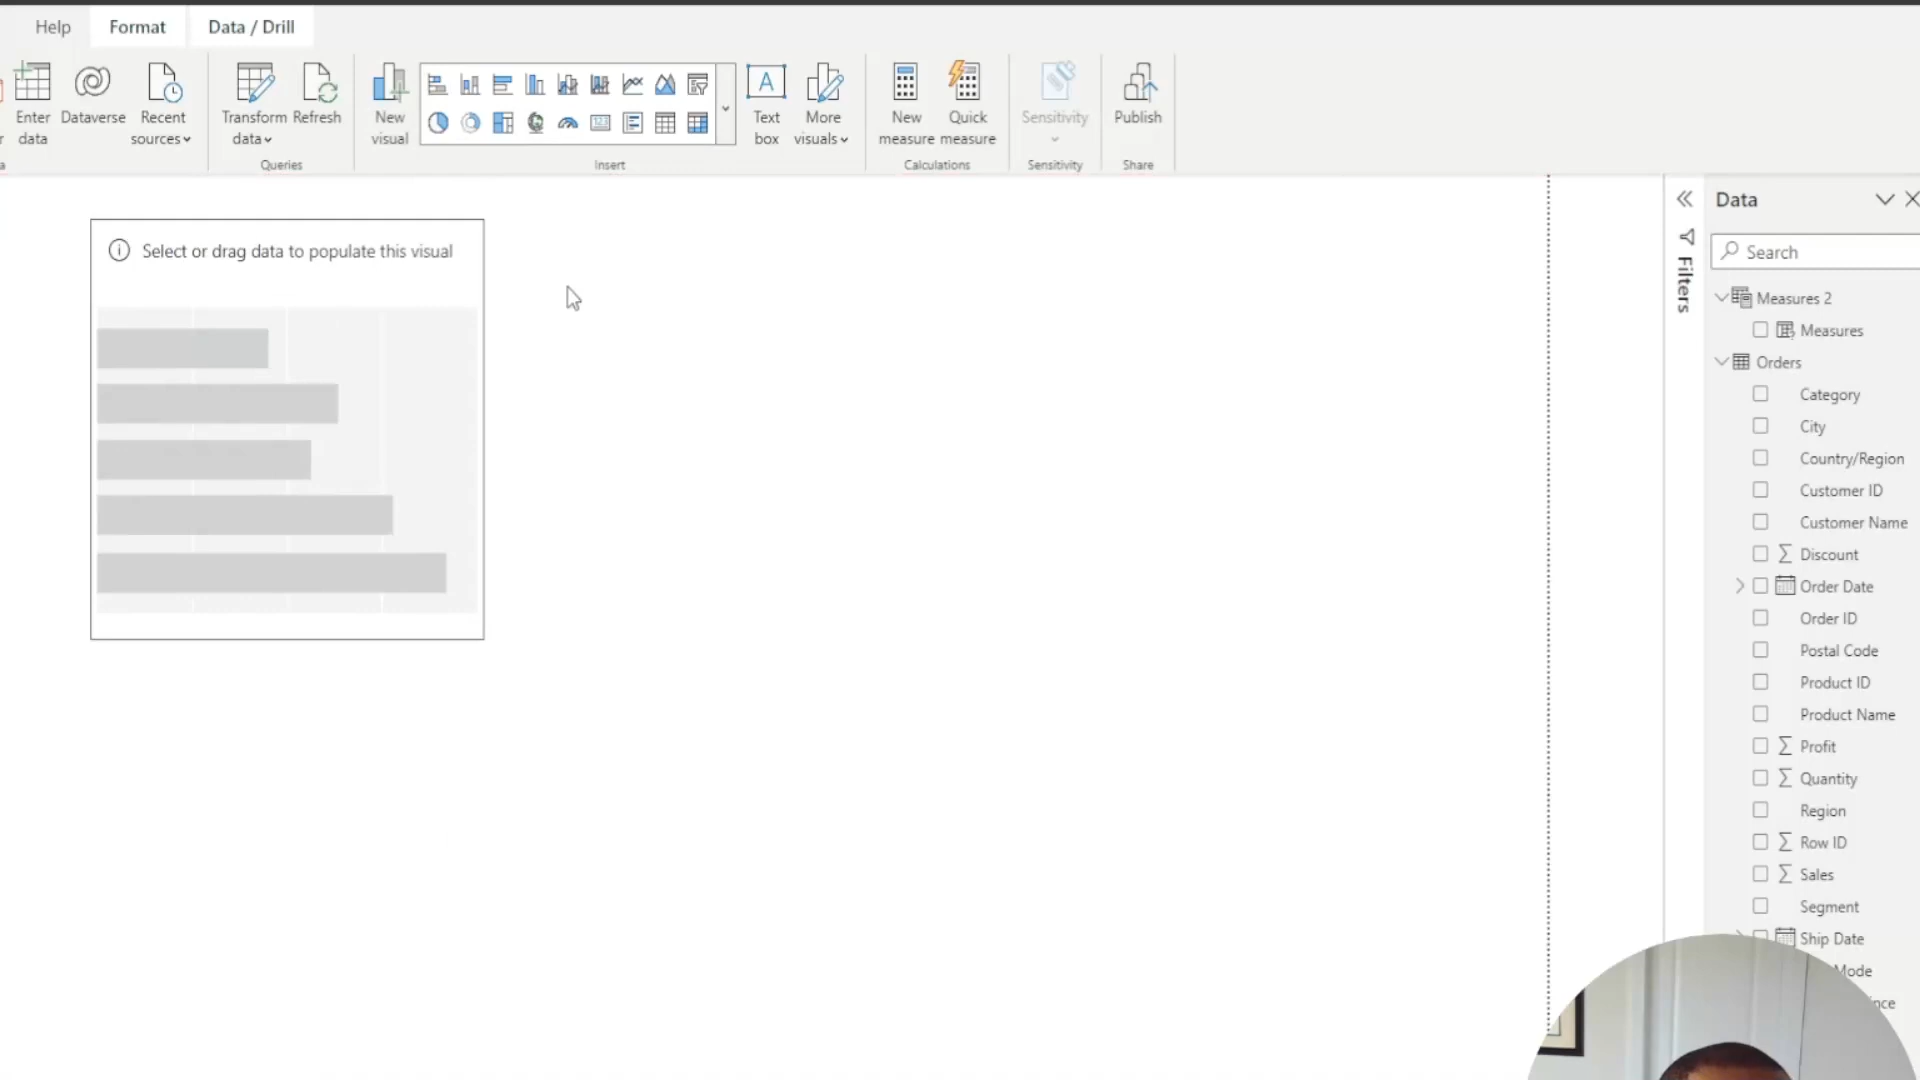 Help
Format
Data / Drill
Enter
data
Dataverse
Recent
sources
Transform
data
Refresh
Queries
New
visual
Insert
A
Text
box
More
visuals
New
measure
Quick
measure
Calculations
Sensitivity
Sensitivity
Publish
Share
Select or drag data to populate this visual
Filters
Data
Search
Measures 2
Measures
Orders
Category
City
Country/Region
Customer ID
Customer Name
Discount
Order Date
Order ID
Postal Code
Product ID
Product Name
Profit
Quantity
Region
Row ID
Sales
Segment
Ship Date
Mode